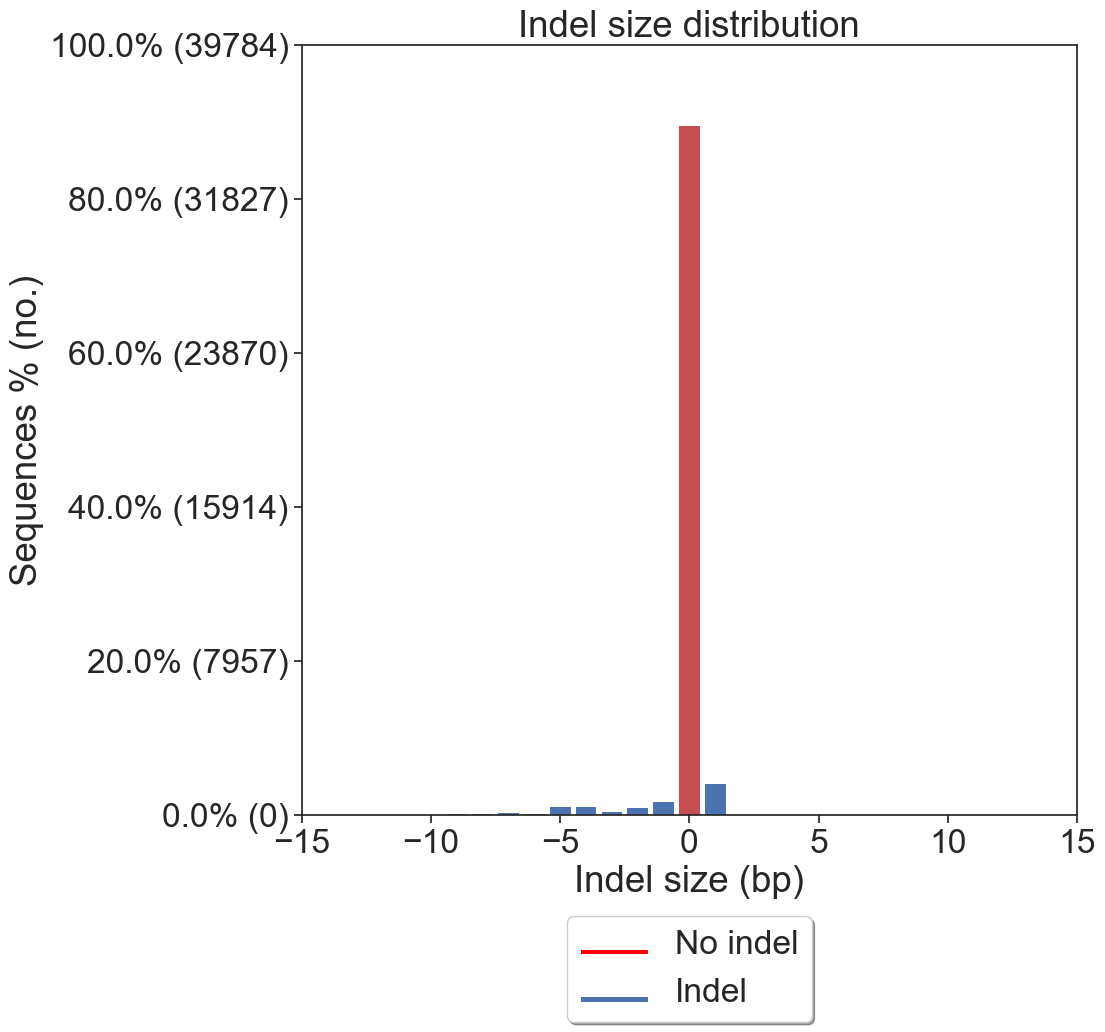 Indel size distribution
100.0% (39784)
80.0% (31827)
60.0% (23870)
40.0% (15914)
20.0% (7957)
0.0% (0)
Sequences % (no.)
−15 −10 −5 0 5 10 15
Indel size (bp)
No indel
Indel